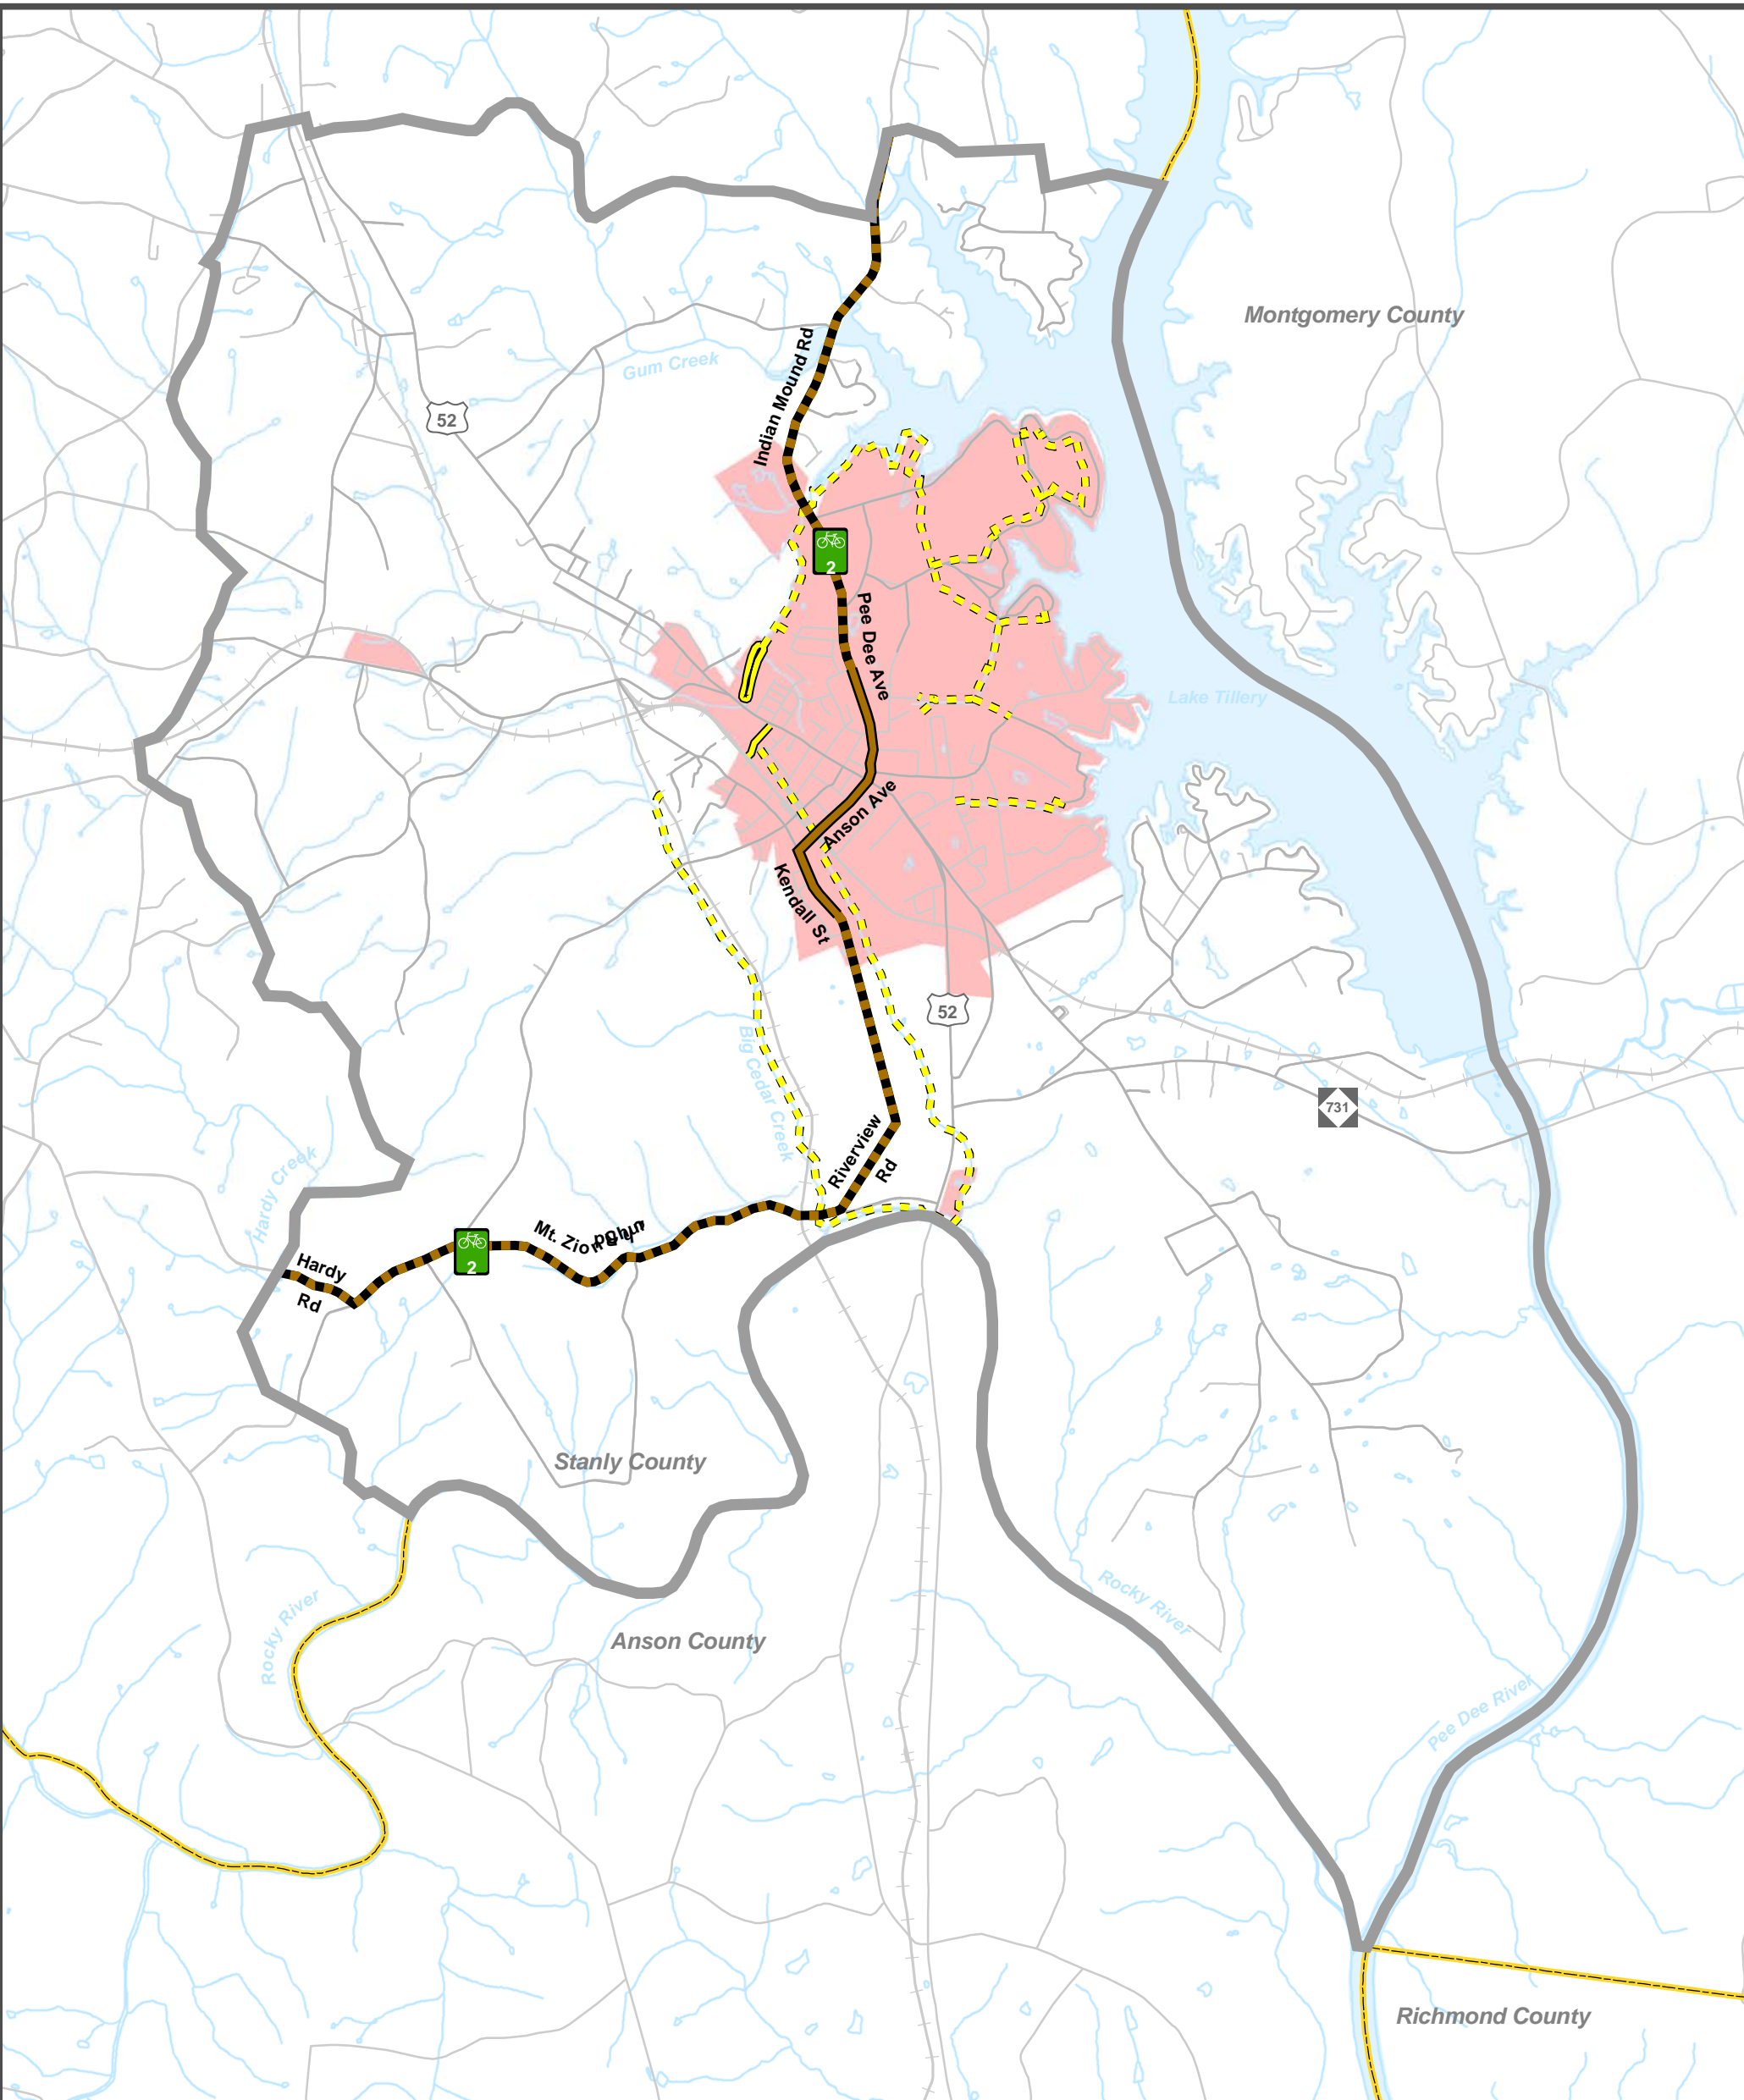 Montgomery County
Indian Mound Rd
Gum Creek
52
2
Pee Dee Ave
Lake Tillery
Anson Ave
Kendall St
52
Big Cedar Creek
731
Riverview
Rd
Hardy Creek
Mt. Zion
Hardy
Rd
2
Stanly County
Rocky River
Rocky River
Anson County
Pee Dee River
Richmond County